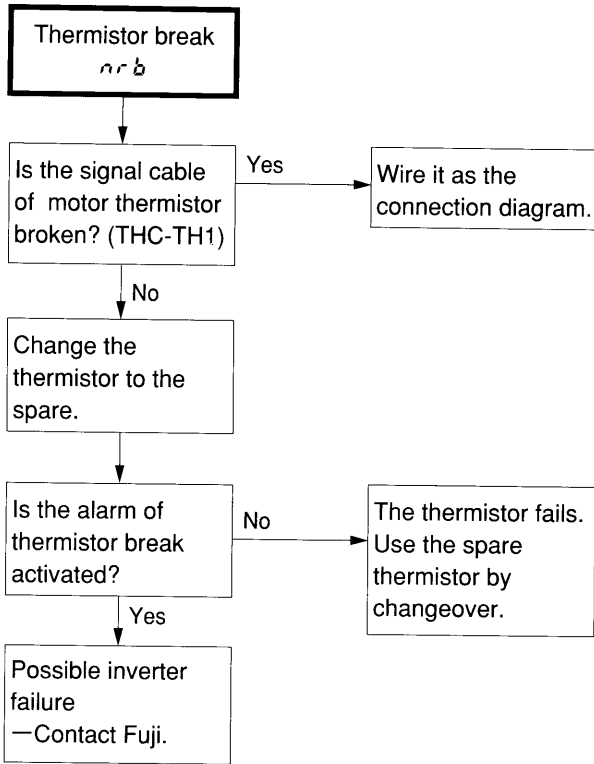 Thermistor break
nrb
Is the signal cable
of motor thermistor
broken? (THC-TH1)
Yes
Wire it as the
connection diagram.
No
Change the
thermistor to the
spare.
Is the alarm of
thermistor break
activated?
No
The thermistor fails.
Use the spare
thermistor by
changeover.
Yes
Possible inverter
failure
—Contact Fuji.